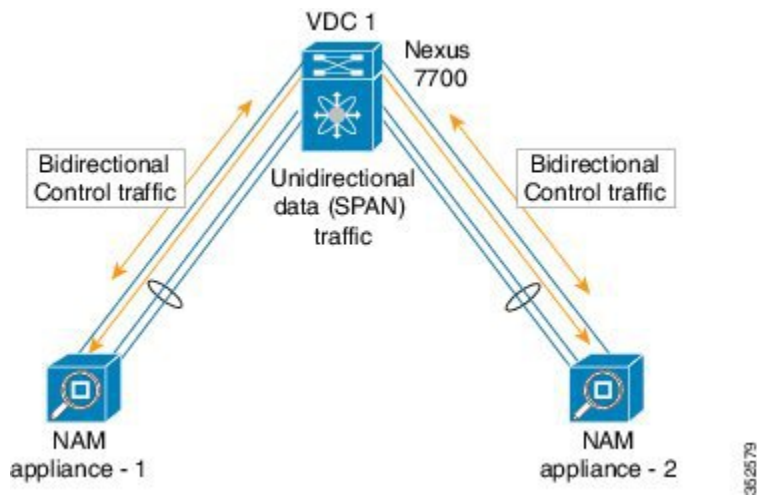 VDC 1
Nexus
7700
Bidirectional
Control traffic
Unidirectional
data (SPAN)
traffic
Bidirectional
Control traffic
NAM
appliance - 1
NAM
appliance - 2
352579